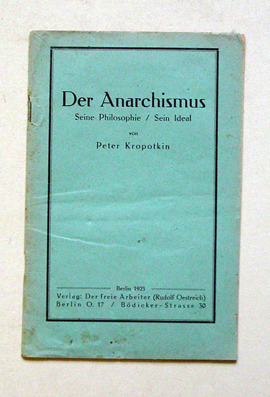 Der Anarchismus
Seine Philosophie / Sein Ideal
von
Peter Kropotkin
Berlin 1925
Verlag: Der freie Arbeiter (Rudolf Oestreich)
Berlin O. 17 / Bödicker-Strasse 30